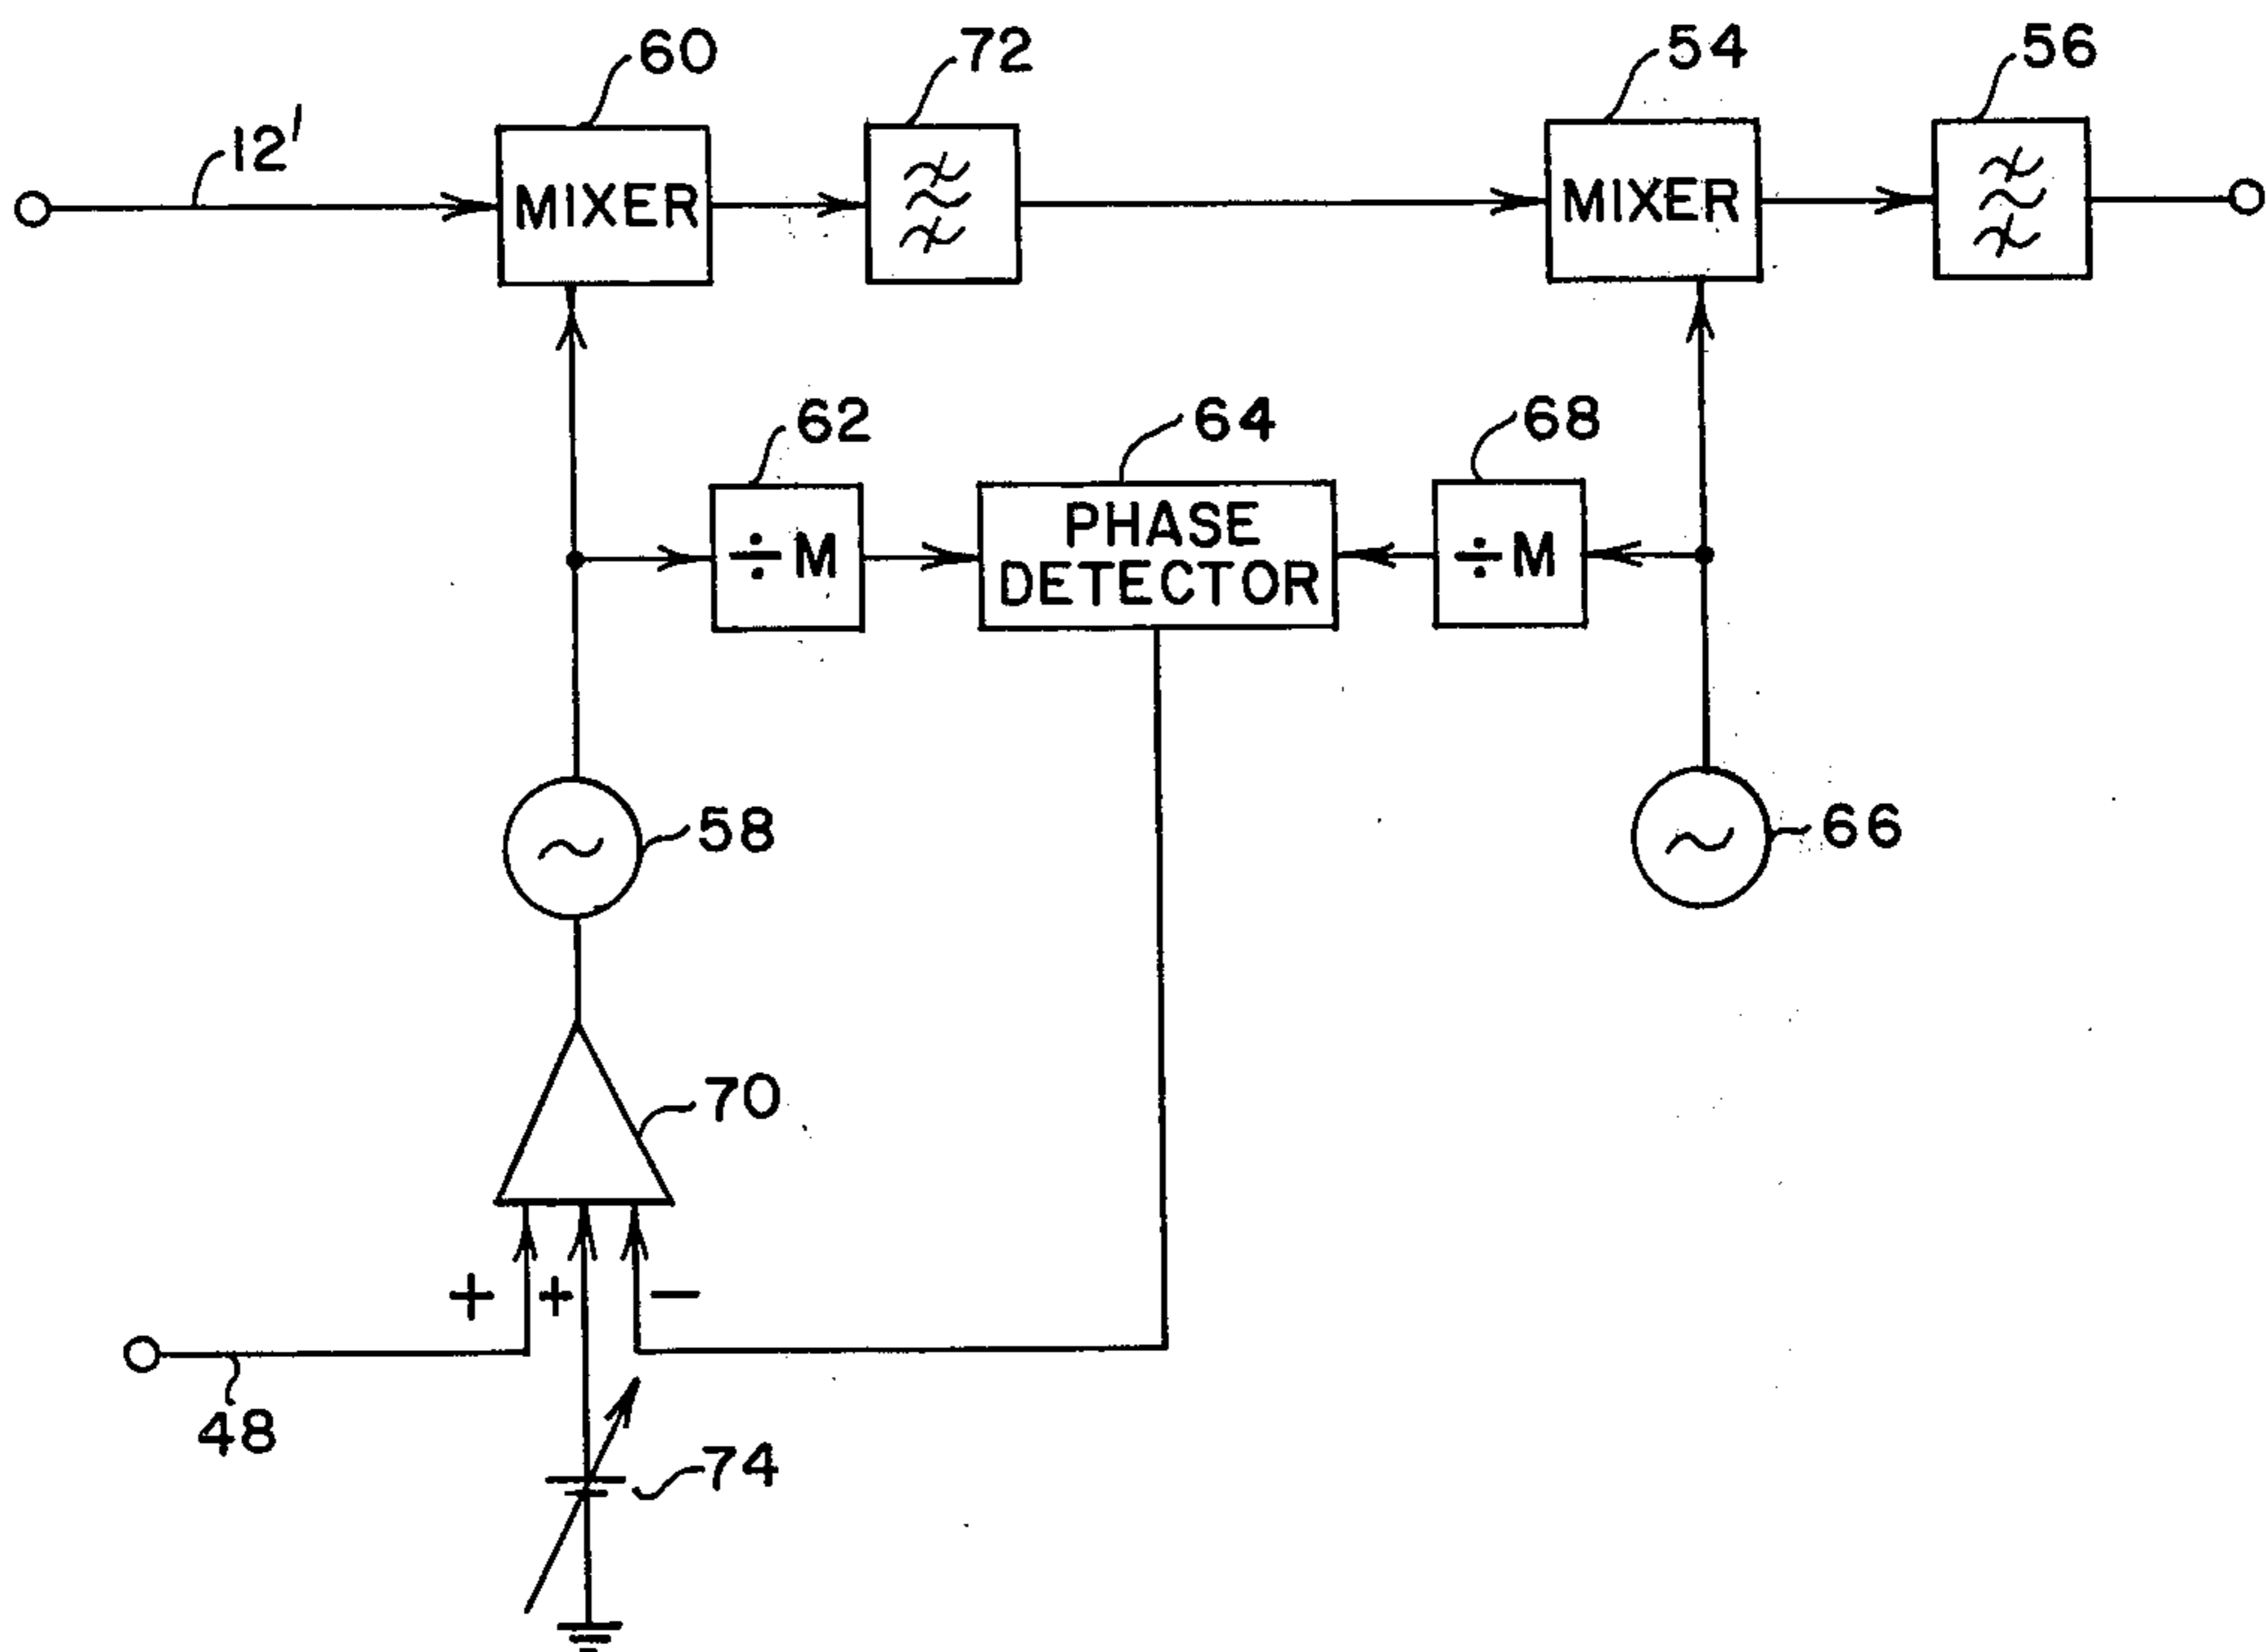 60
72
54
56
12'
MIXER
MIXER
62
64
68
÷ M
PHASE
DETECTOR
÷ M
58
66
70
+ + −
48
74